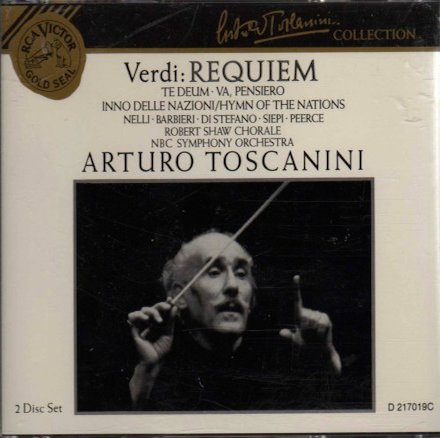 RCA VICTOR
GOLD SEAL
Arturo Toscanini
COLLECTION
Verdi: REQUIEM
TE DEUM · VA, PENSIERO
INNO DELLE NAZIONI/HYMN OF THE NATIONS
NELLI · BARBIERI · DI STEFANO · SIEPI · PEERCE
ROBERT SHAW CHORALE
NBC SYMPHONY ORCHESTRA
ARTURO TOSCANINI
2 Disc Set
D 217019C